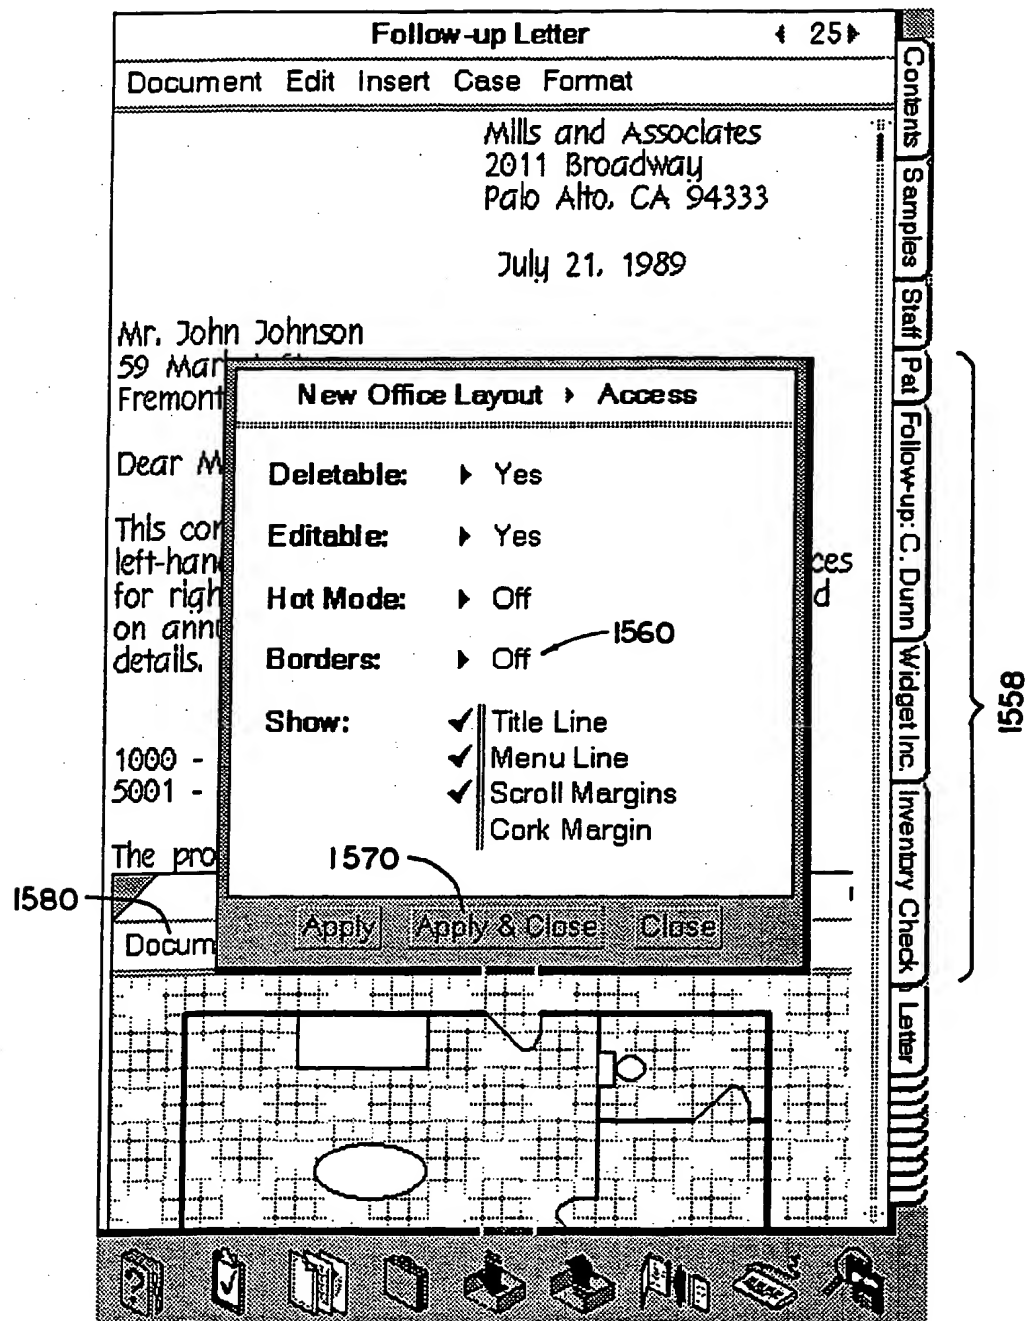 Follow-up Letter 25
Document Edit Insert Case Format
Mills and Associates
2011 Broadway
Palo Alto, CA 94333
July 21, 1989
Mr. John Johnson
59 Mar
Fremont
Dear M
This con
left-han
ces
for righ
d
on ann
details.
1000 -
5001 -
The pro
New Office Layout Access
Deletable: Yes
Editable: Yes
Hot Mode: Off
Borders: Off
1560
Show: Title Line
Menu Line
Scroll Margins
Cork Margin
1570
Apply Apply & Close Close
1580
Docum
Contents
Samples
Staff
Pat
Follow-up: C. Dunn
Widget Inc.
Inventory Check
Letter
1558
?